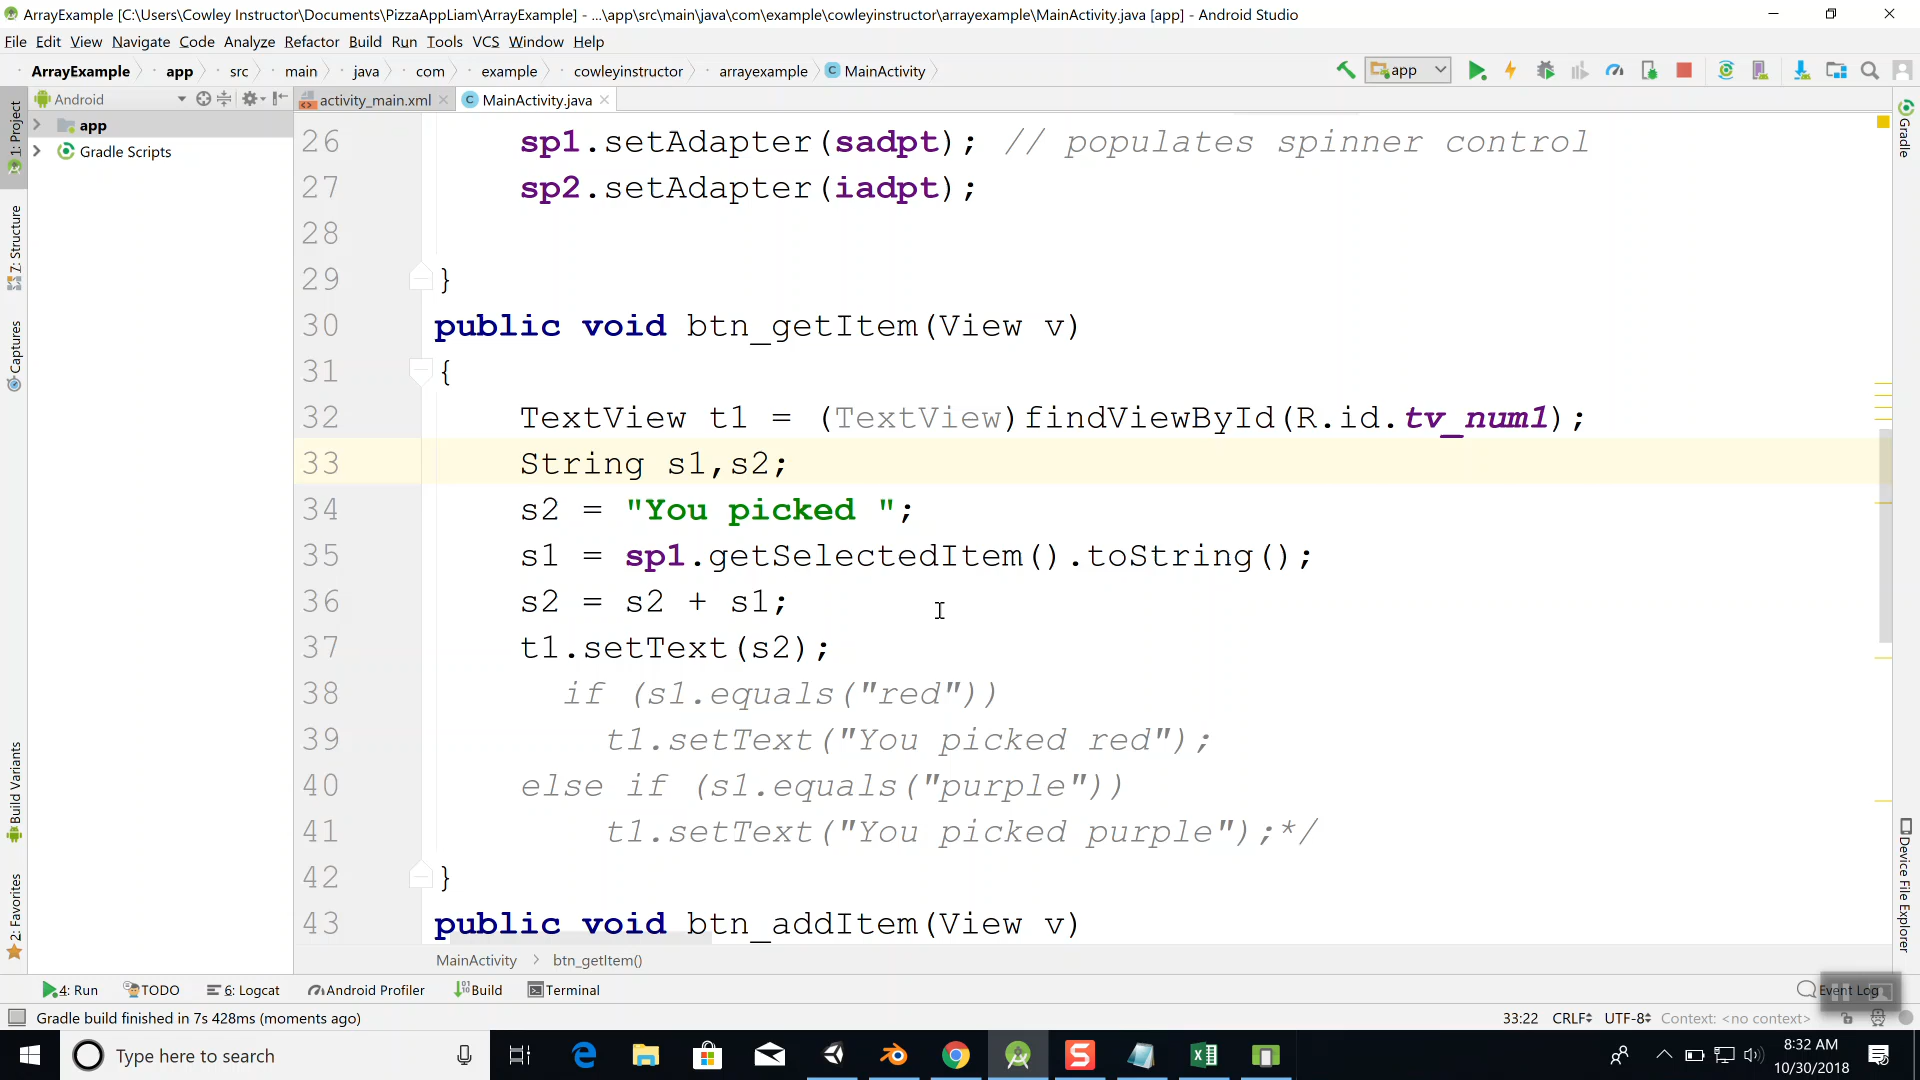 ArrayExample [C:\Users\Cowley Instructor\Documents\PizzaAppLiam\ArrayExample] - ...\app\src\main\java\com\example\cowleyinstructor\arrayexample\MainActivity.java [app] - Android Studio
File Edit View Navigate Code Analyze Refactor Build Run Tools VCS Window Help
ArrayExample app src main java com example cowleyinstructor arrayexample MainActivity app
Android activity_main.xml MainActivity.java
app
Gradle Scripts
1: Project
7: Structure
Captures
Build Variants
2: Favorites
26 sp1.setAdapter(sadpt); // populates spinner control
27 sp2.setAdapter(iadpt);
28
29 }
30 public void btn_getItem(View v)
31 {
32 TextView t1 = (TextView)findViewById(R.id.tv_num1);
33 String s1,s2;
34 s2 = "You picked ";
35 s1 = sp1.getSelectedItem().toString();
36 s2 = s2 + s1;
37 t1.setText(s2);
38 if (s1.equals("red"))
39 t1.setText("You picked red");
40 else if (s1.equals("purple"))
41 t1.setText("You picked purple");*/
42 }
43 public void btn_addItem(View v)
Gradle
Device File Explorer
MainActivity > btn_getItem()
4: Run TODO 6: Logcat Android Profiler Build Terminal Event Log
Gradle build finished in 7s 428ms (moments ago) 33:22 CRLF UTF-8 Context: <no context>
Type here to search
8:32 AM
10/30/2018